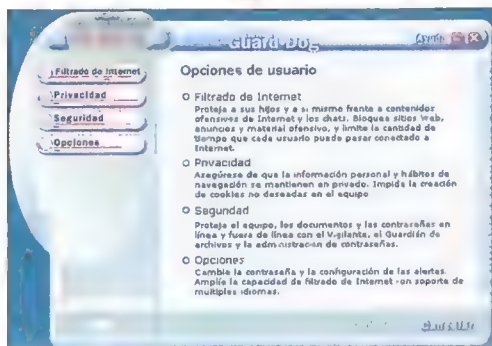 Guard Dog
Filtrado de Internet
Privacidad
Seguridad
Opciones
Opciones de usuario
Filtrado de Internet
Proteja a sus hijos y a si mismo frente a contenidos
ofensivos de Internet y los chats. Bloquea sitios Web,
anuncios y material ofensivo, y limite la cantidad de
tiempo que cada usuario puede pasar conectado a
Internet.
Privacidad
Asegúrese de que la información personal y hábitos de
navegación se mantienen en privado. Impida la creación
de cookies no deseadas en el equipo
Seguridad
Proteja el equipo, los documentos y las contraseñas en
línea y fuera de línea con el Vigilante, el Guardián de
archivos y la administración de contraseñas.
Opciones
Cambie la contraseña y la configuración de las alertas.
Amplíe la capacidad de filtrado de Internet con soporte de
multiples idiomas.